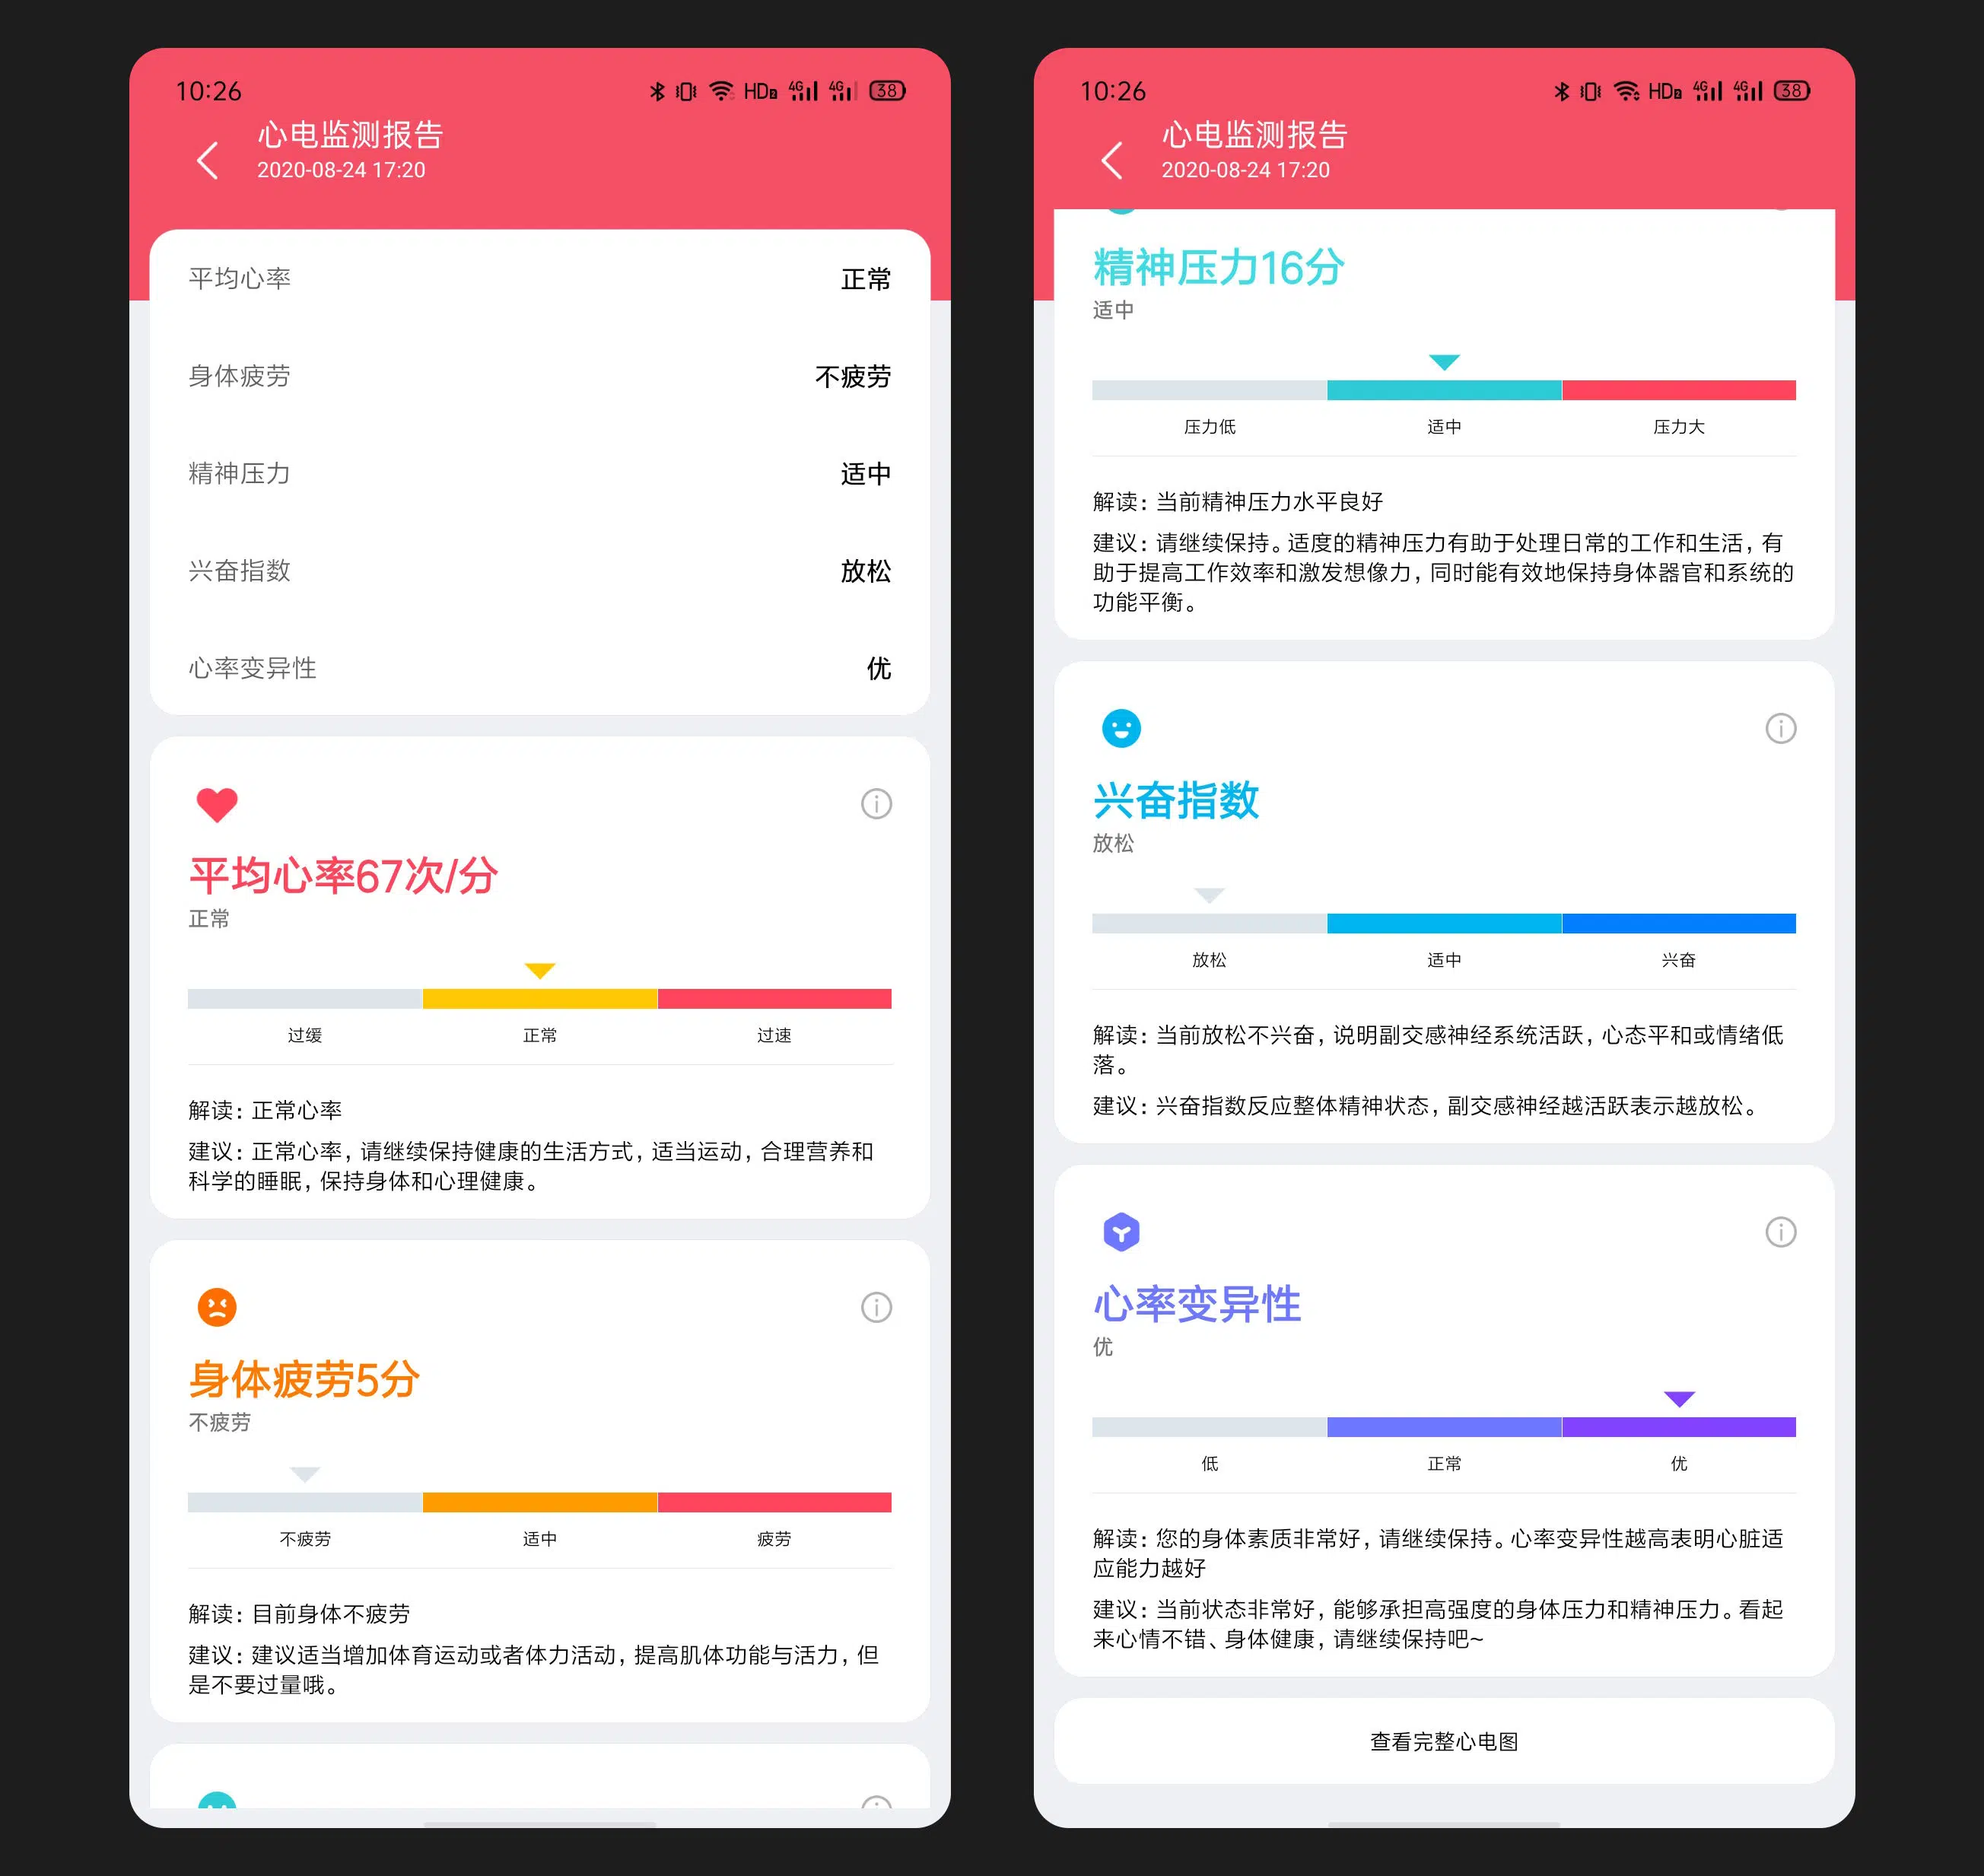 10:26
HD2 4G 4G 38
心电监测报告
2020-08-24 17:20
平均心率 正常
身体疲劳 不疲劳
精神压力 适中
兴奋指数 放松
心率变异性 优
平均心率67次/分
正常
过缓 正常 过速
解读：正常心率
建议：正常心率，请继续保持健康的生活方式，适当运动，合理营养和
科学的睡眠，保持身体和心理健康。
身体疲劳5分
不疲劳
不疲劳 适中 疲劳
解读：目前身体不疲劳
建议：建议适当增加体育运动或者体力活动，提高肌体功能与活力，但
是不要过量哦。
10:26
HD2 4G 4G 38
心电监测报告
2020-08-24 17:20
精神压力16分
适中
压力低 适中 压力大
解读：当前精神压力水平良好
建议：请继续保持。适度的精神压力有助于处理日常的工作和生活，有
助于提高工作效率和激发想像力，同时能有效地保持身体器官和系统的
功能平衡。
兴奋指数
放松
放松 适中 兴奋
解读：当前放松不兴奋，说明副交感神经系统活跃，心态平和或情绪低
落。
建议：兴奋指数反应整体精神状态，副交感神经越活跃表示越放松。
心率变异性
优
低 正常 优
解读：您的身体素质非常好，请继续保持。心率变异性越高表明心脏适
应能力越好
建议：当前状态非常好，能够承担高强度的身体压力和精神压力。看起
来心情不错、身体健康，请继续保持吧~
查看完整心电图